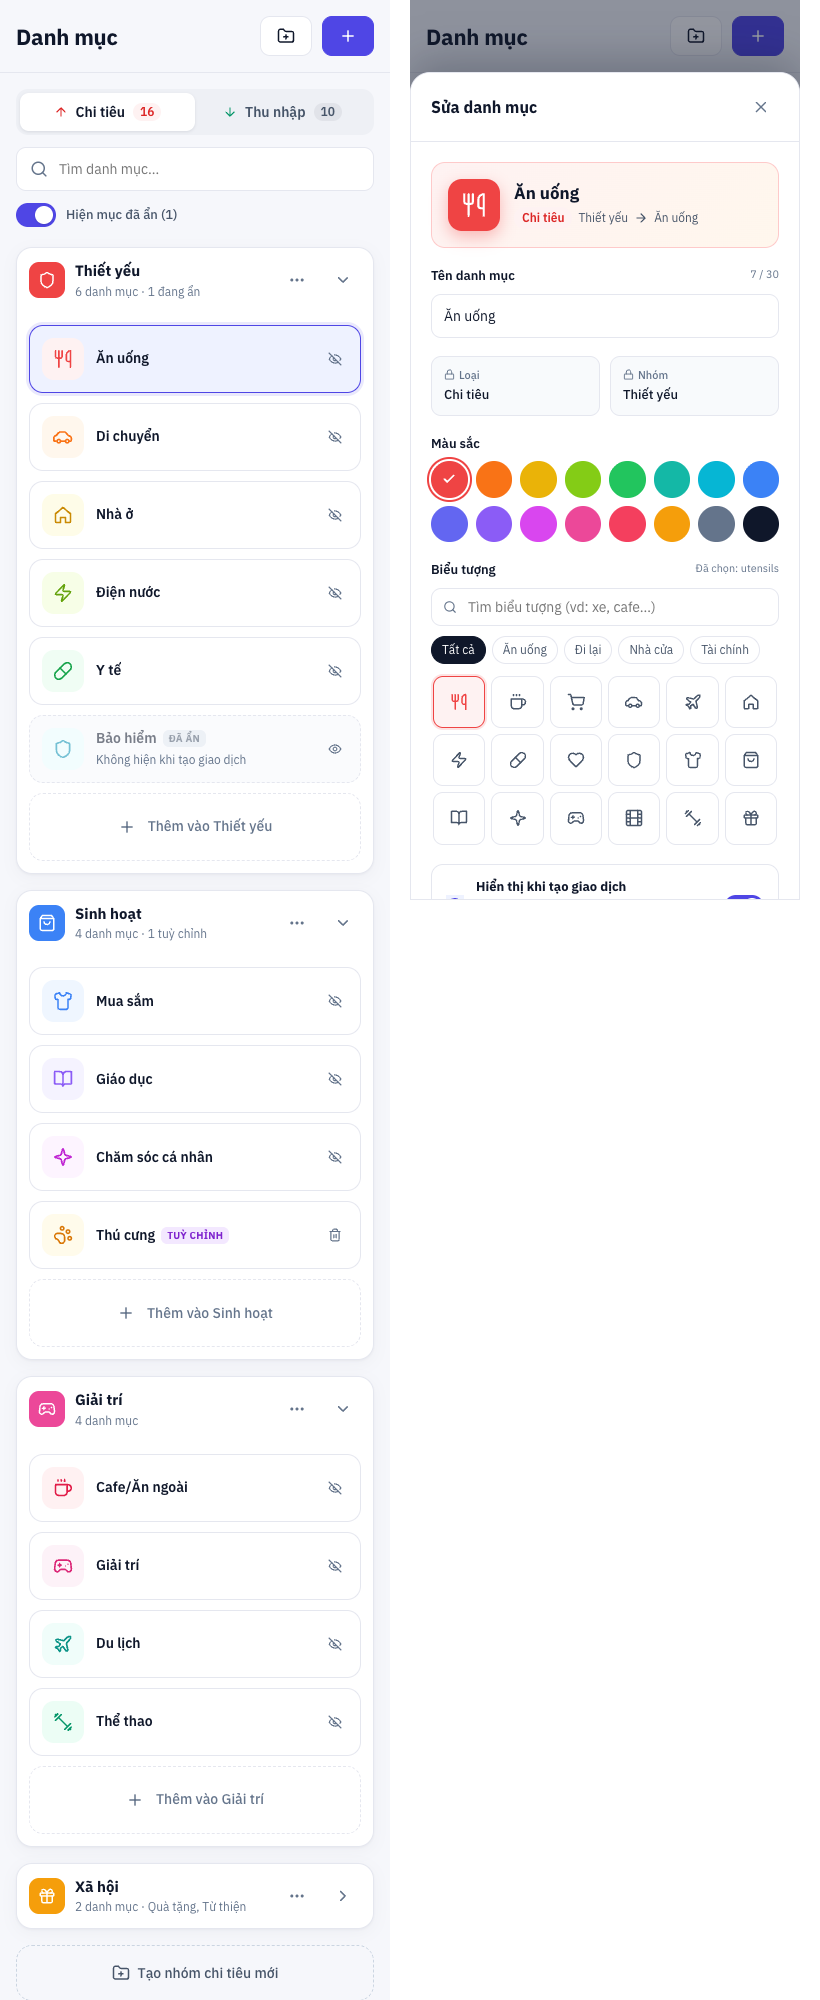 Danh mục
Chi tiêu 16
Thu nhập 10
Tìm danh mục...
Hiện mục đã ẩn (1)
Thiết yếu
6 danh mục · 1 đang ẩn
Ăn uống
Di chuyển
Nhà ở
Điện nước
Y tế
Bảo hiểm ĐÃ ẨN
Không hiện khi tạo giao dịch
Thêm vào Thiết yếu
Sinh hoạt
4 danh mục · 1 tuỳ chỉnh
Mua sắm
Giáo dục
Chăm sóc cá nhân
Thú cưng TUỲ CHỈNH
Thêm vào Sinh hoạt
Giải trí
4 danh mục
Cafe/Ăn ngoài
Giải trí
Du lịch
Thể thao
Thêm vào Giải trí
Xã hội
2 danh mục · Quà tặng, Từ thiện
Tạo nhóm chi tiêu mới
Danh mục
Sửa danh mục
Ăn uống
Chi tiêu Thiết yếu → Ăn uống
Tên danh mục 7 / 30
Ăn uống
Loại
Chi tiêu
Nhóm
Thiết yếu
Màu sắc
Biểu tượng Đã chọn: utensils
Tìm biểu tượng (vd: xe, cafe...)
Tất cả Ăn uống Đi lại Nhà cửa Tài chính
Hiển thị khi tạo giao dịch